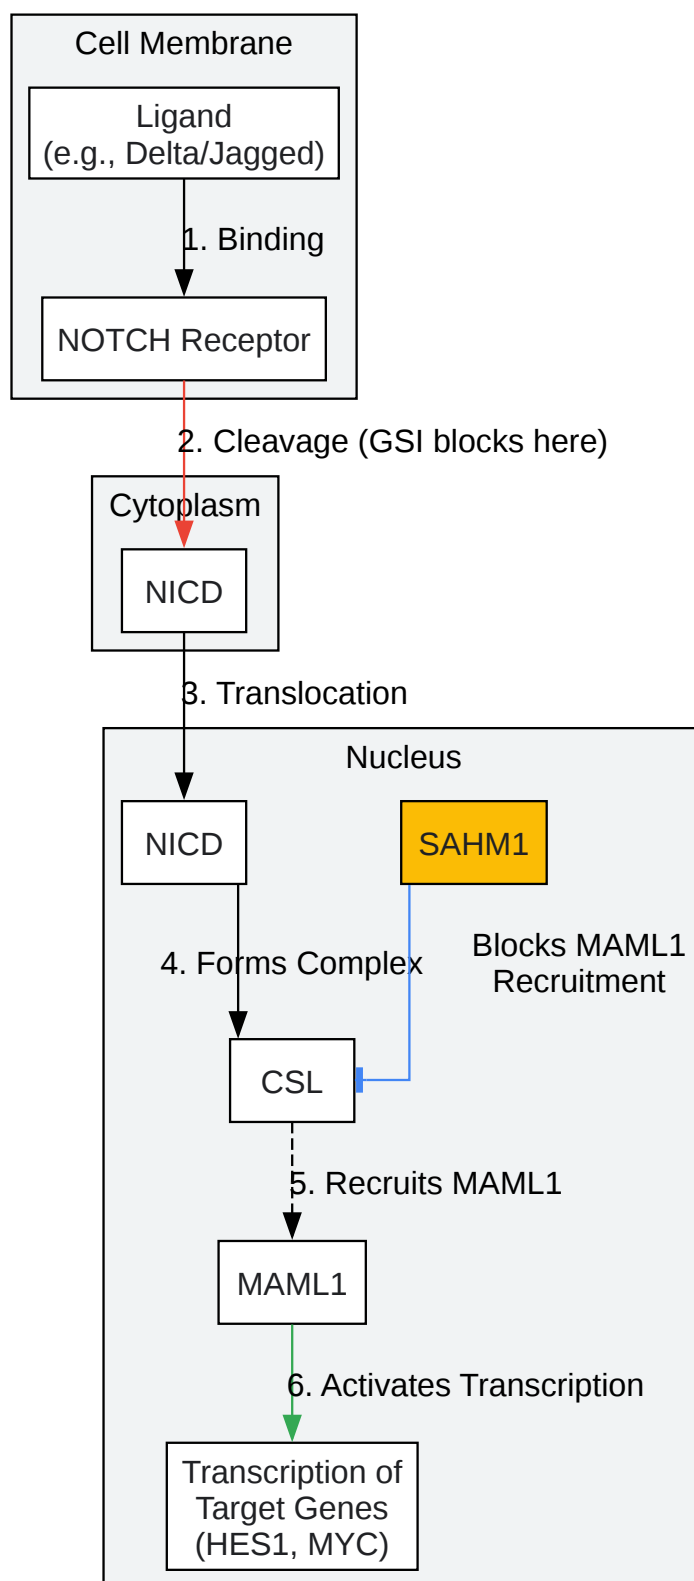 Cell Membrane
Ligand
(e.g., Delta/Jagged)
1. Binding
NOTCH Receptor
2. Cleavage (GSI blocks here)
Cytoplasm
NICD
3. Translocation
Nucleus
NICD
SAHM1
4. Forms Complex
Blocks MAML1
Recruitment
CSL
5. Recruits MAML1
MAML1
6. Activates Transcription
Transcription of
Target Genes
(HES1, MYC)